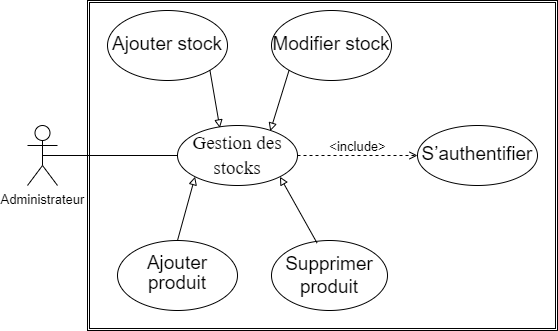 Ajouter stock
Modifier stock
Gestion des
stocks
<include>
S'authentifier
Administrateur
Ajouter
produit
Supprimer
produit